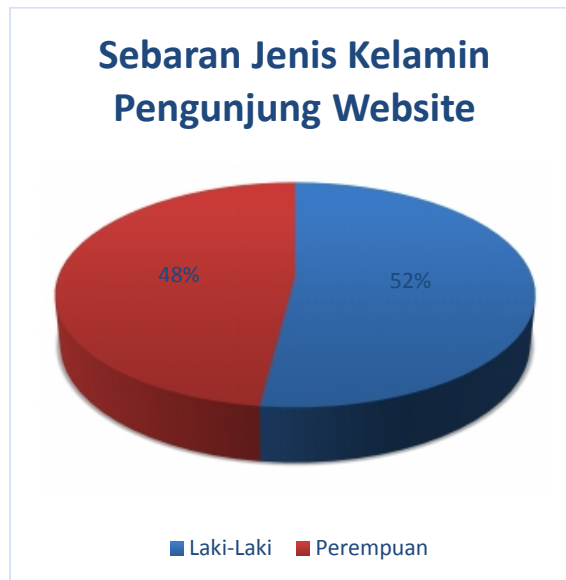 Sebaran Jenis Kelamin
Pengunjung Website
48%
52%
Laki-Laki
Perempuan